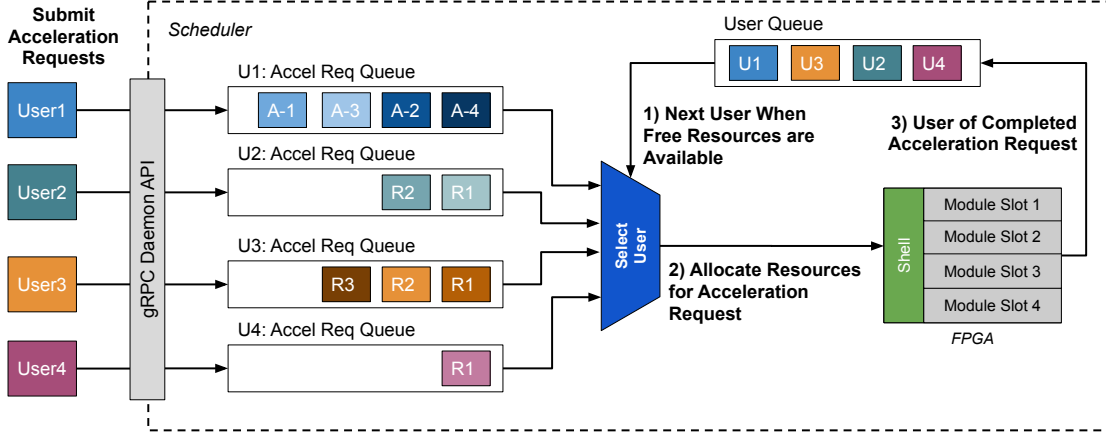 Submit
Acceleration
Requests
Scheduler
User Queue
U1 U3 U2 U4
U1: Accel Req Queue
User1
A-1 A-3 A-2 A-4
1) Next User When
Free Resources are
Available
3) User of Completed
Acceleration Request
U2: Accel Req Queue
User2
R2 R1
gRPC Daemon API
Select
User
Shell
Module Slot 1
Module Slot 2
Module Slot 3
Module Slot 4
FPGA
U3: Accel Req Queue
User3
R3 R2 R1
2) Allocate Resources
for Acceleration
Request
U4: Accel Req Queue
User4
R1